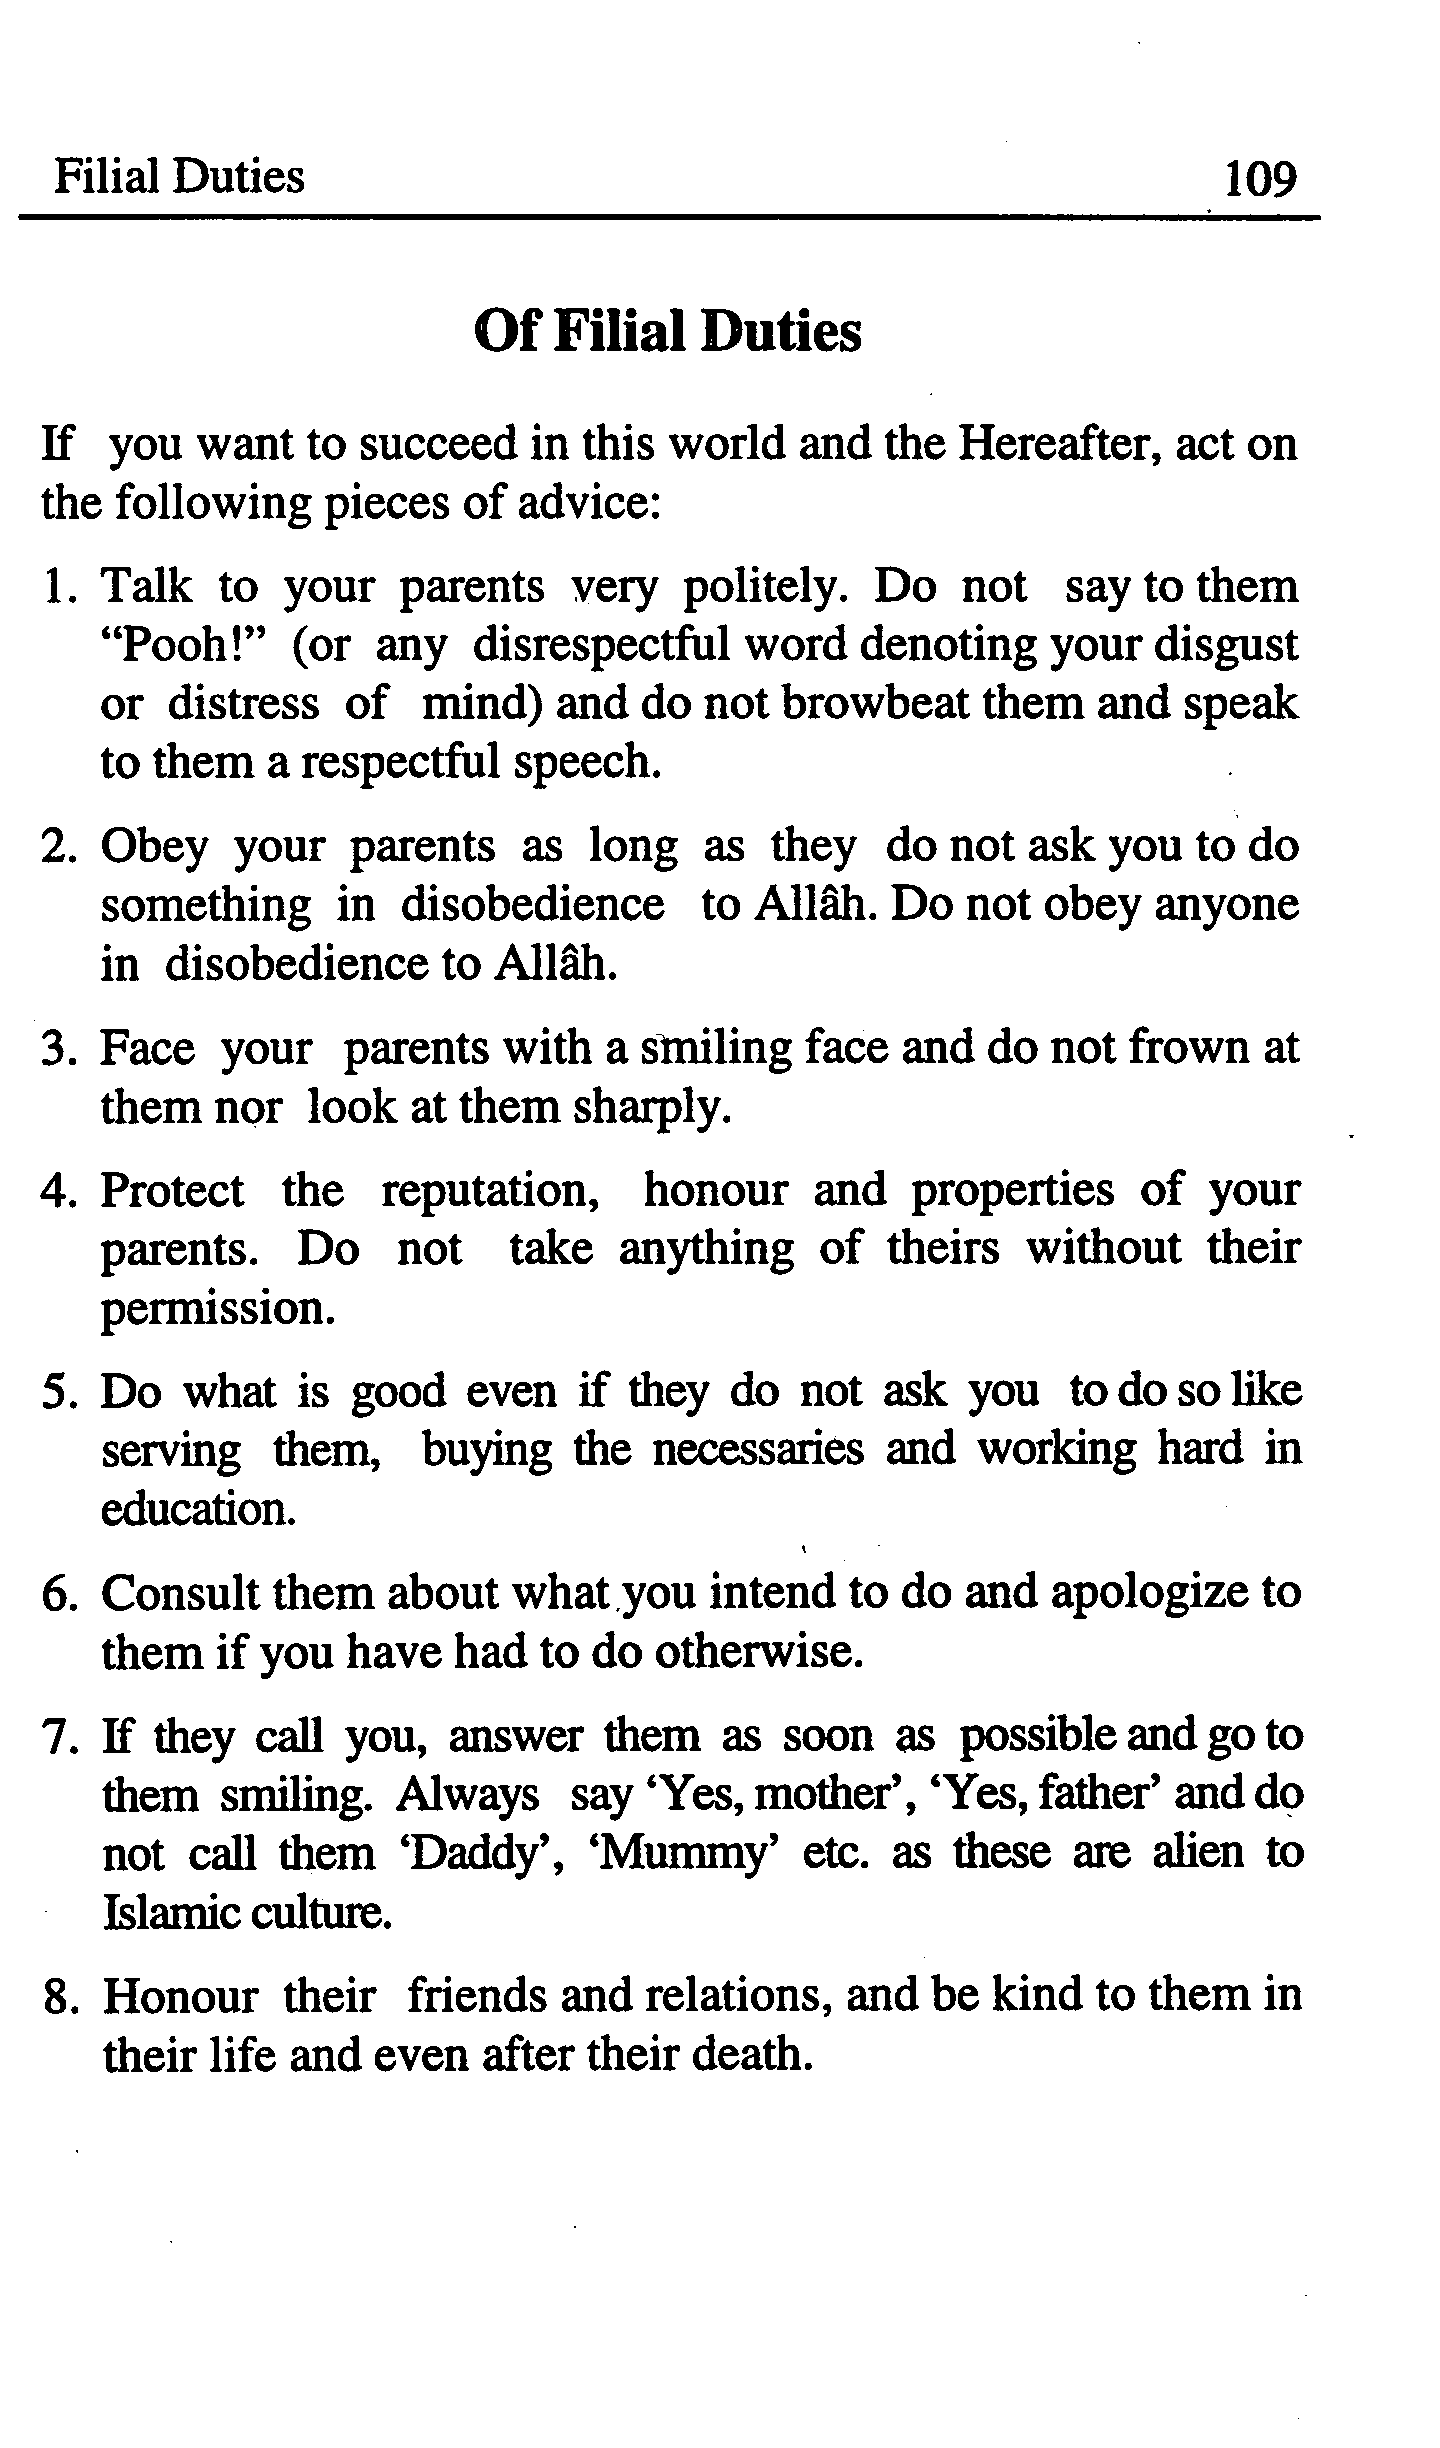 Filial Duties 109
Of Filial Duties
If you want to succeed in this world and the Hereafter, act on
the following pieces of advice:
1. Talk to your parents very politely. Do not say to them
“Pooh!” (or any disrespectful word denoting your disgust
or distress of mind) and do not browbeat them and speak
to them a respectful speech.
2. Obey your parents as long as they do not ask you to do
something in disobedience to Allâh. Do not obey anyone
in disobedience to Allâh.
3. Face your parents with a smiling face and do not frown at
them nor look at them sharply.
4. Protect the reputation, honour and properties of your
parents. Do not take anything of theirs without their
permission.
5. Do what is good even if they do not ask you to do so like
serving them, buying the necessaries and working hard in
education.
6. Consult them about what you intend to do and apologize to
them if you have had to do otherwise.
7. If they call you, answer them as soon as possible and go to
them smiling. Always say ‘Yes, mother’, ‘Yes, father’ and do
not call them ‘Daddy’, ‘Mummy’ etc. as these are alien to
Islamic culture.
8. Honour their friends and relations, and be kind to them in
their life and even after their death.